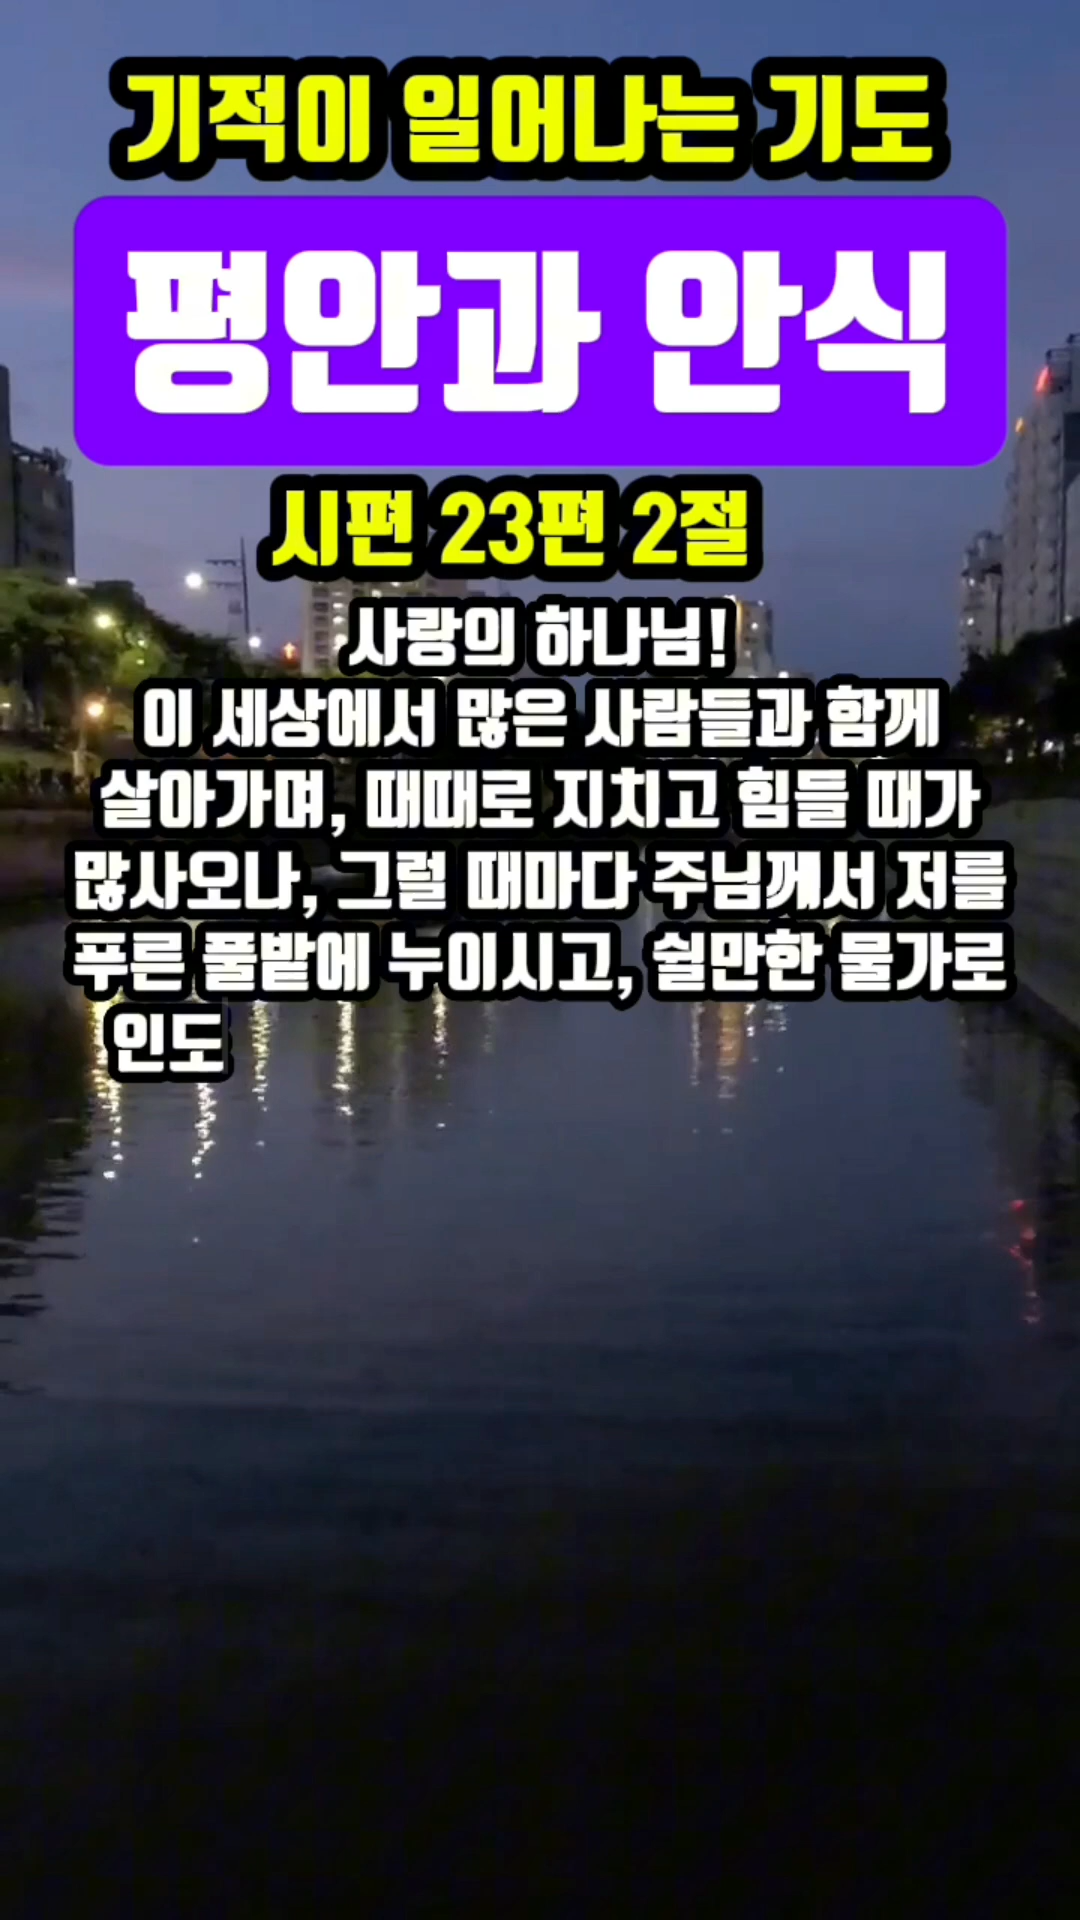 기적이 일어나는 기도
평안과 안식
시편 23편 2절
사랑의 하나님!
이 세상에서 많은 사람들과 함께
살아가며, 때때로 지치고 힘들 때가
많사오나, 그럴 때마다 주님께서 저를
푸른 풀밭에 누이시고, 쉴만한 물가로
인도